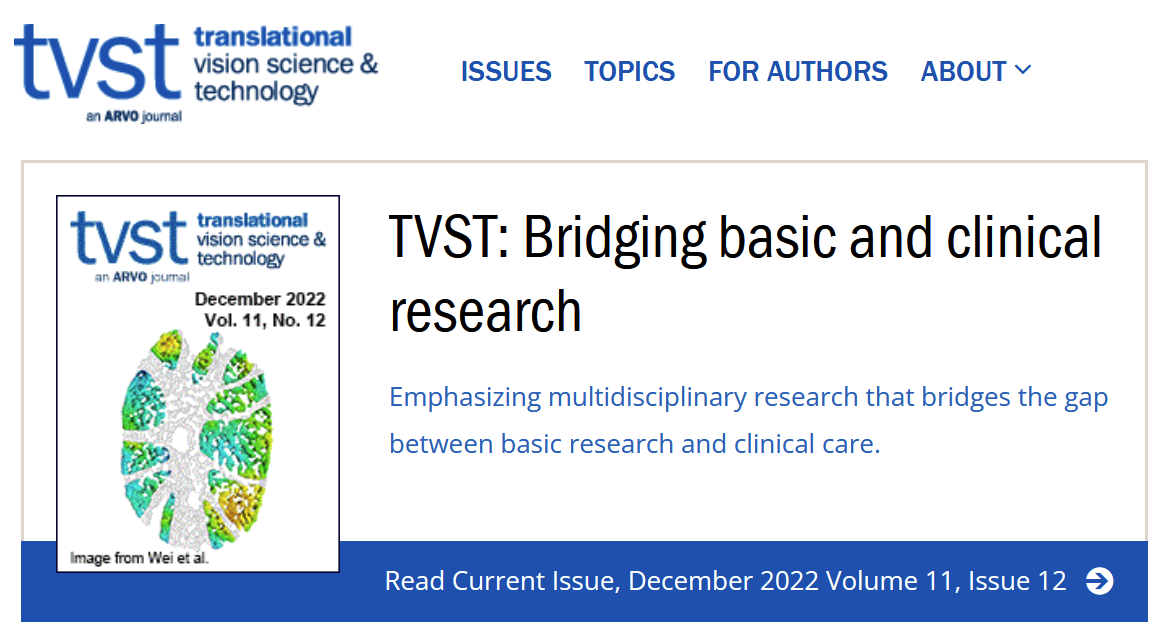 tvst translational
vision science &
technology
an ARVO journal
ISSUES TOPICS FOR AUTHORS ABOUT
tvst translational
vision science &
technology
an ARVO journal
December 2022
Vol. 11, No. 12
Image from Wei et al.
TVST: Bridging basic and clinical
research
Emphasizing multidisciplinary research that bridges the gap
between basic research and clinical care.
Read Current Issue, December 2022 Volume 11, Issue 12